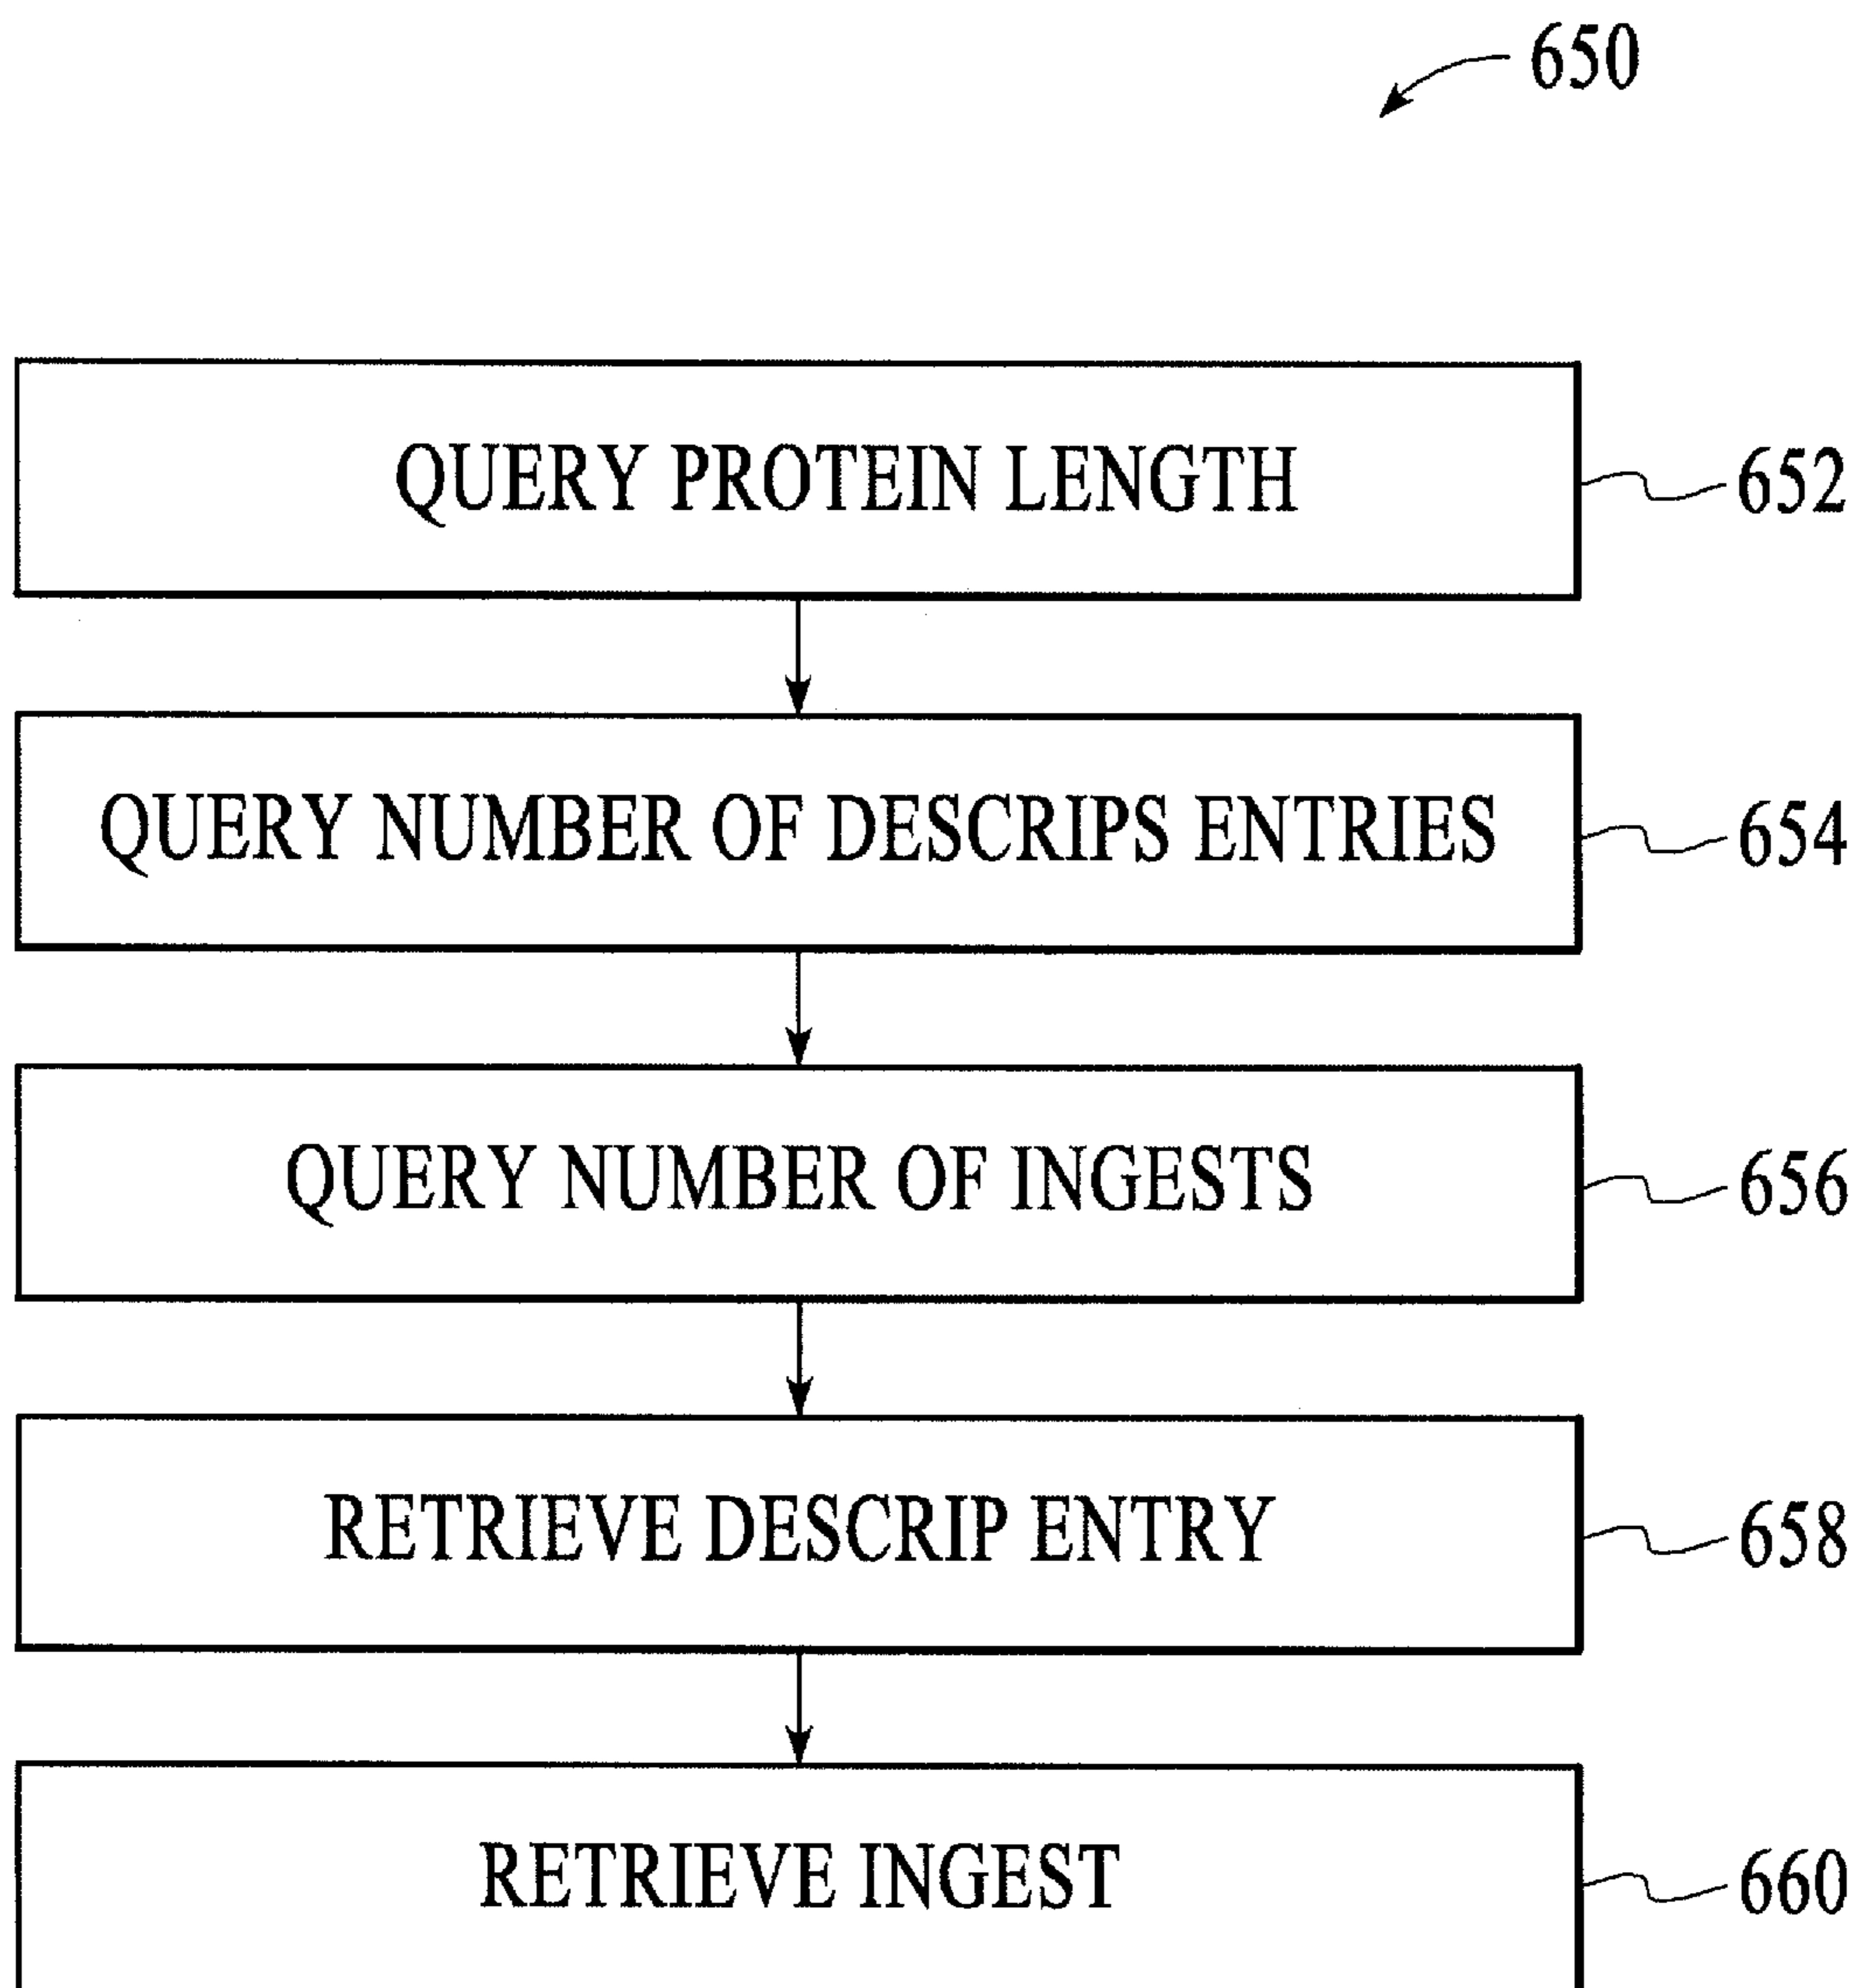 650
QUERY PROTEIN LENGTH
652
QUERY NUMBER OF DESCRIPS ENTRIES
654
QUERY NUMBER OF INGESTS
656
RETRIEVE DESCRIP ENTRY
658
RETRIEVE INGEST
660